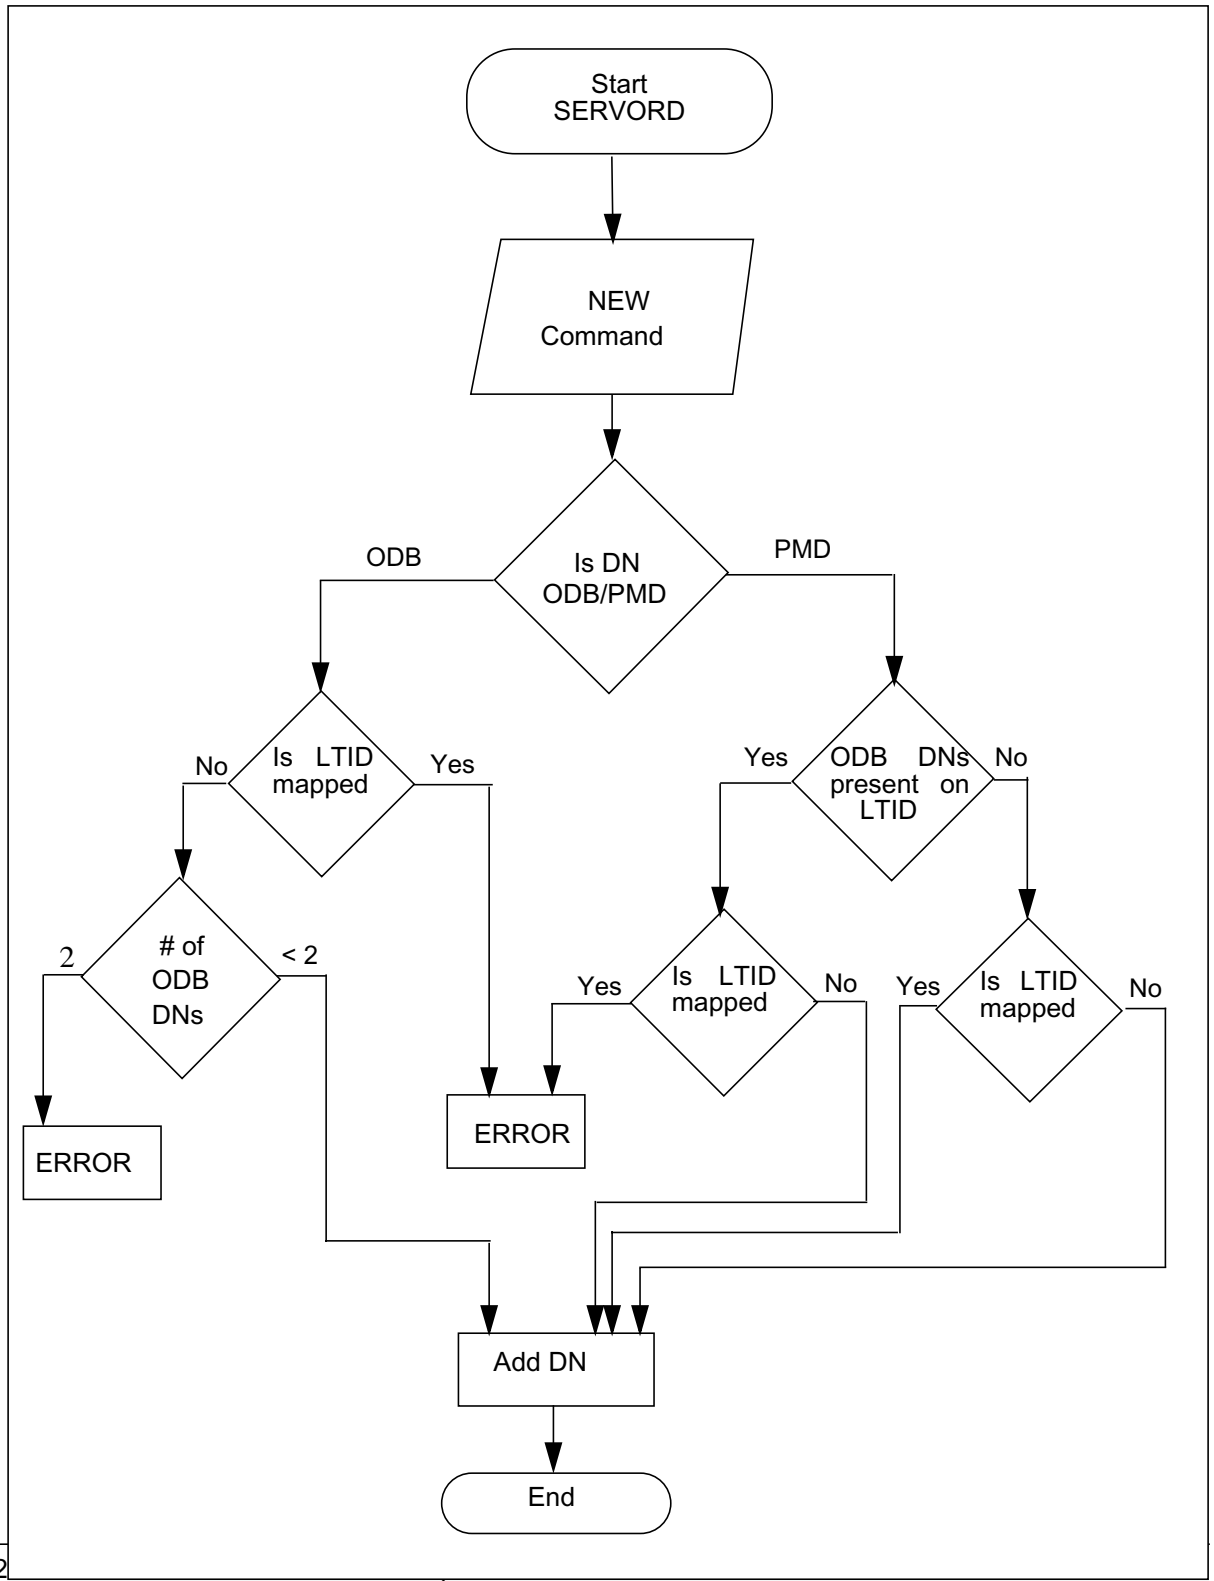 Start
SERVORD
NEW
Command
ODB
PMD
Is DN
ODB/PMD
No
Is LTID
mapped
Yes
Yes
ODB DNs
present on
LTID
No
2
# of
ODB
DNs
< 2
Yes
Is LTID
mapped
No
Yes
Is LTID
mapped
No
ERROR
ERROR
Add DN
End
2